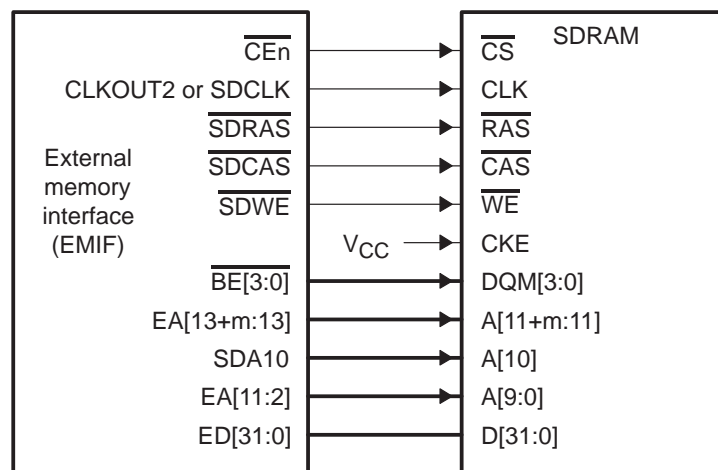 SDRAM
CEn CS
CLKOUT2 or SDCLK CLK
SDRAS RAS
External
memory
interface
(EMIF)
SDCAS CAS
SDWE WE
VCC CKE
BE[3:0] DQM[3:0]
EA[13+m:13] A[11+m:11]
SDA10 A[10]
EA[11:2] A[9:0]
ED[31:0] D[31:0]